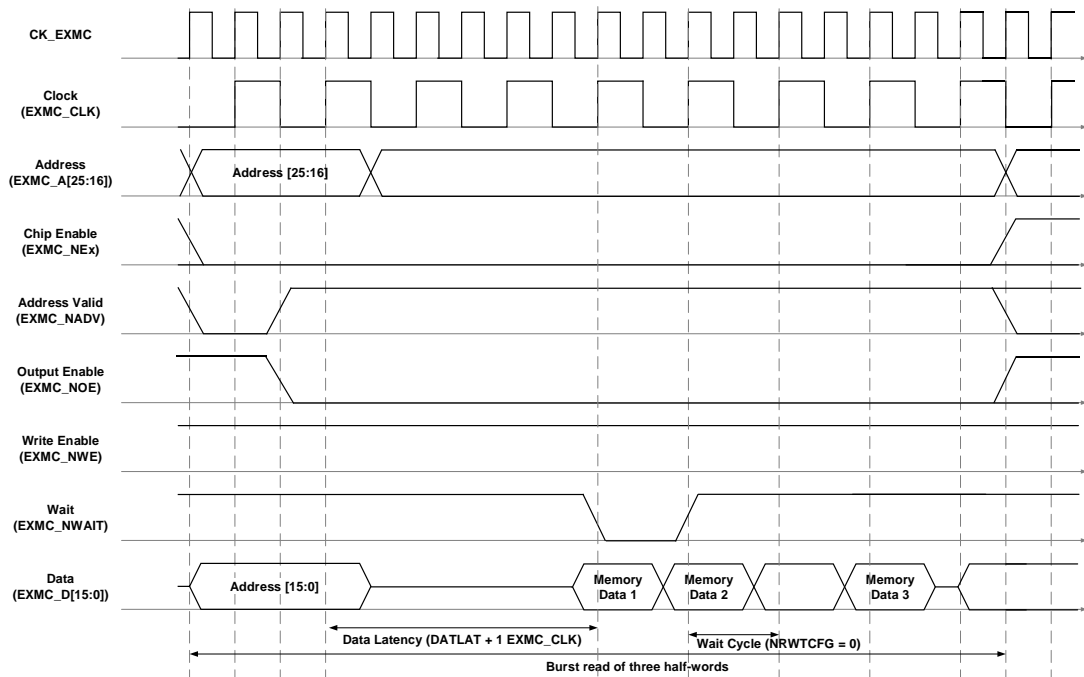 CK_EXMC
Clock
(EXMC_CLK)
Address
(EXMC_A[25:16])
Address [25:16]
Chip Enable
(EXMC_NEx)
Address Valid
(EXMC_NADV)
Output Enable
(EXMC_NOE)
Write Enable
(EXMC_NWE)
Wait
(EXMC_NWAIT)
Data
(EXMC_D[15:0])
Address [15:0]
Memory
Data 1
Memory
Data 2
Memory
Data 3
Data Latency (DATLAT + 1 EXMC_CLK)
Wait Cycle (NRWTCFG = 0)
Burst read of three half-words